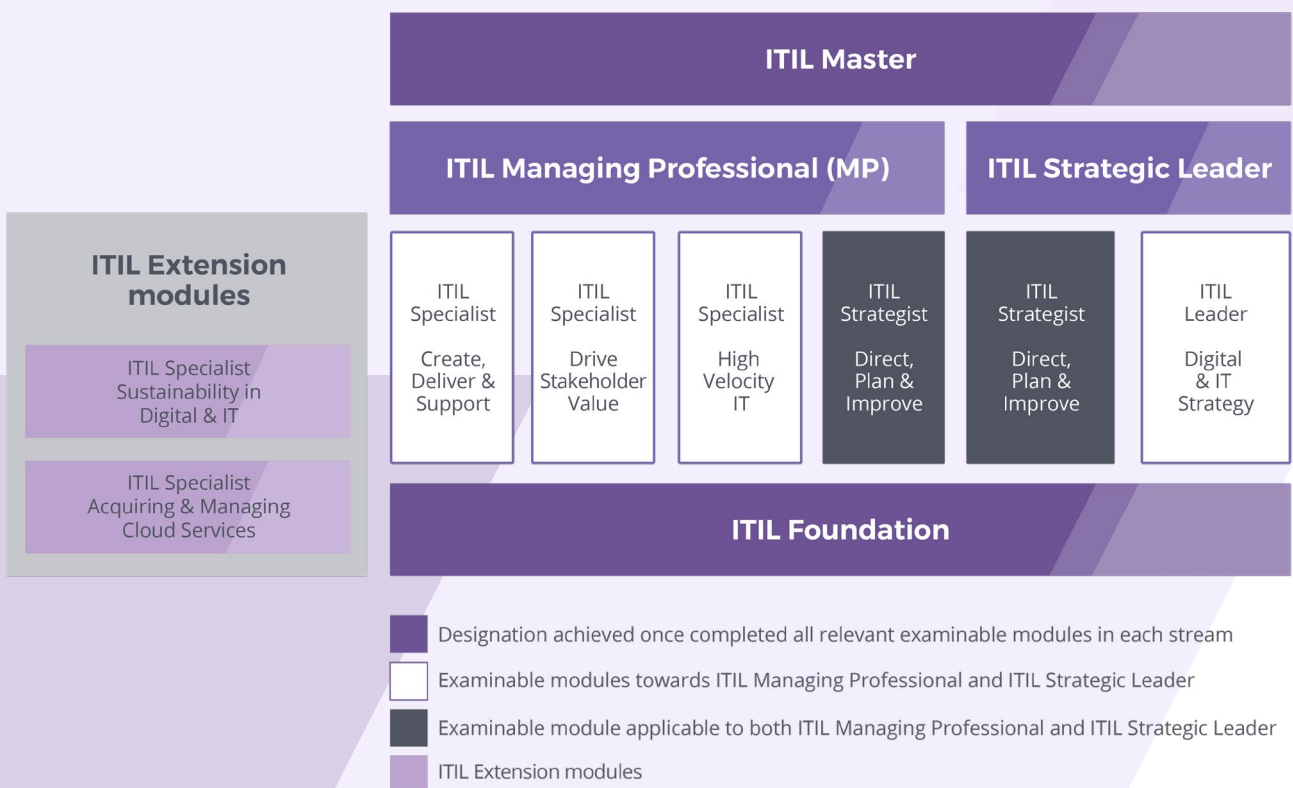 ITIL Master
ITIL Managing Professional (MP)
ITIL Strategic Leader
ITIL Extension
modules
ITIL Specialist
Sustainability in
Digital & IT
ITIL Specialist
Acquiring & Managing
Cloud Services
ITIL
Specialist
Create,
Deliver &
Support
ITIL
Specialist
Drive
Stakeholder
Value
ITIL
Specialist
High
Velocity
IT
ITIL
Strategist
Direct,
Plan &
Improve
ITIL
Strategist
Direct,
Plan &
Improve
ITIL
Leader
Digital
& IT
Strategy
ITIL Foundation
Designation achieved once completed all relevant examinable modules in each stream
Examinable modules towards ITIL Managing Professional and ITIL Strategic Leader
Examinable module applicable to both ITIL Managing Professional and ITIL Strategic Leader
ITIL Extension modules